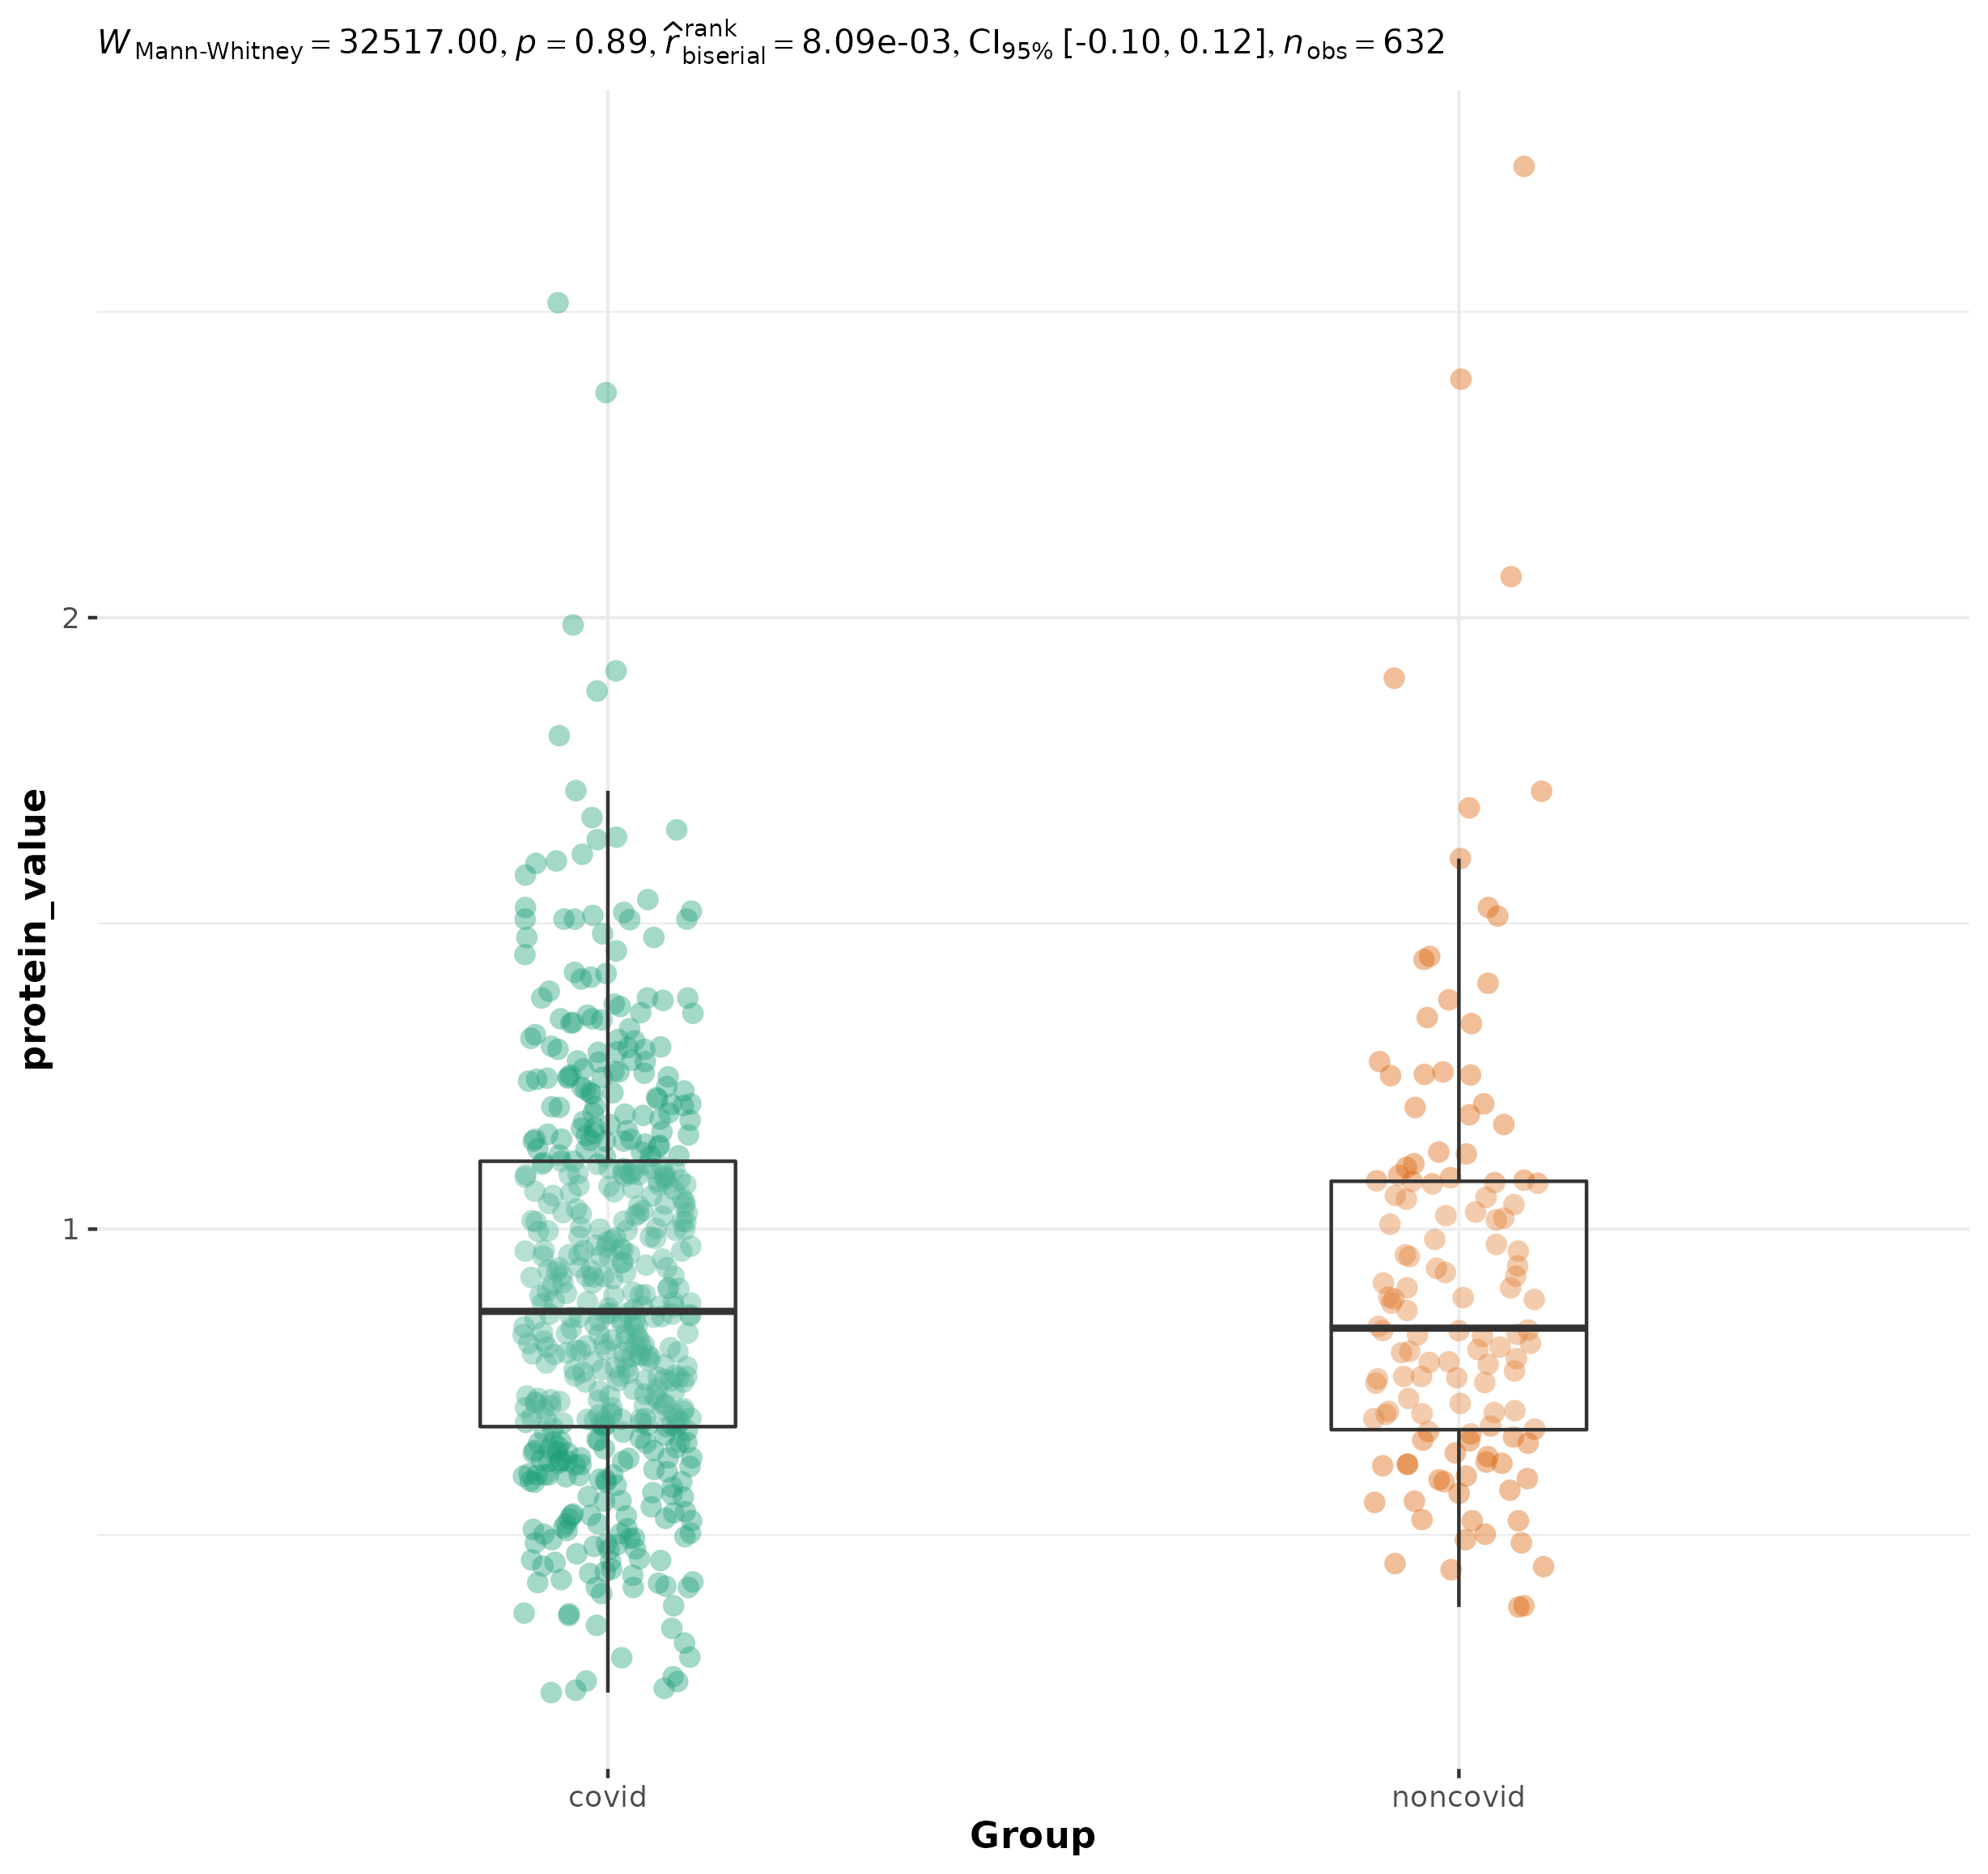 W Mann-Whitney = 32517.00, p = 0.89, r̂ rank biserial = 8.09e-03, CI95% [-0.10, 0.12], nobs = 632
protein_value
2
1
covid noncovid
Group